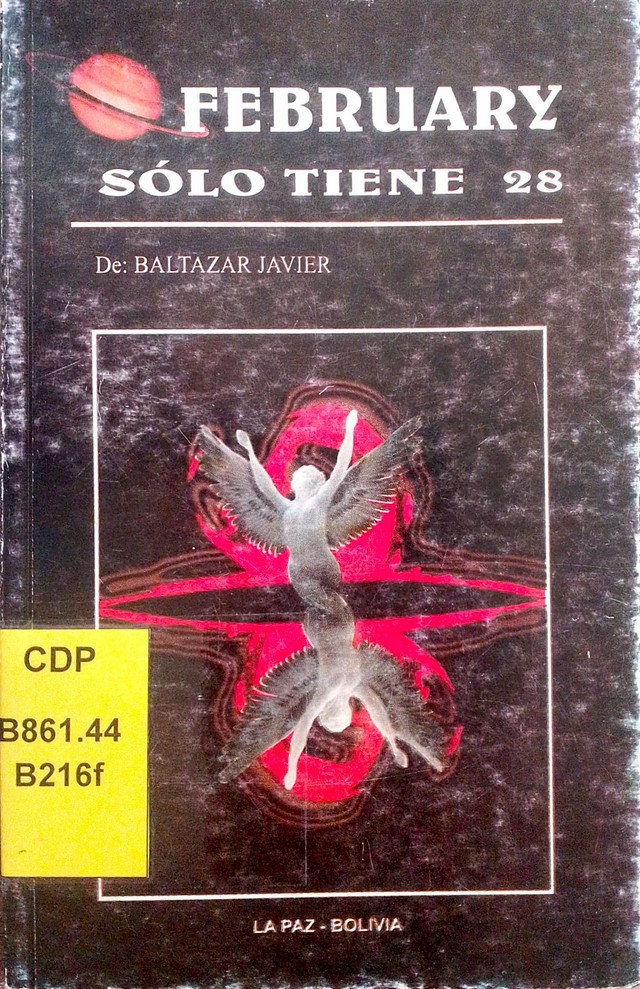 FEBRUARY
SÓLO TIENE 28
De: BALTAZAR JAVIER
CDP
B861.44
B216f
LA PAZ - BOLIVIA